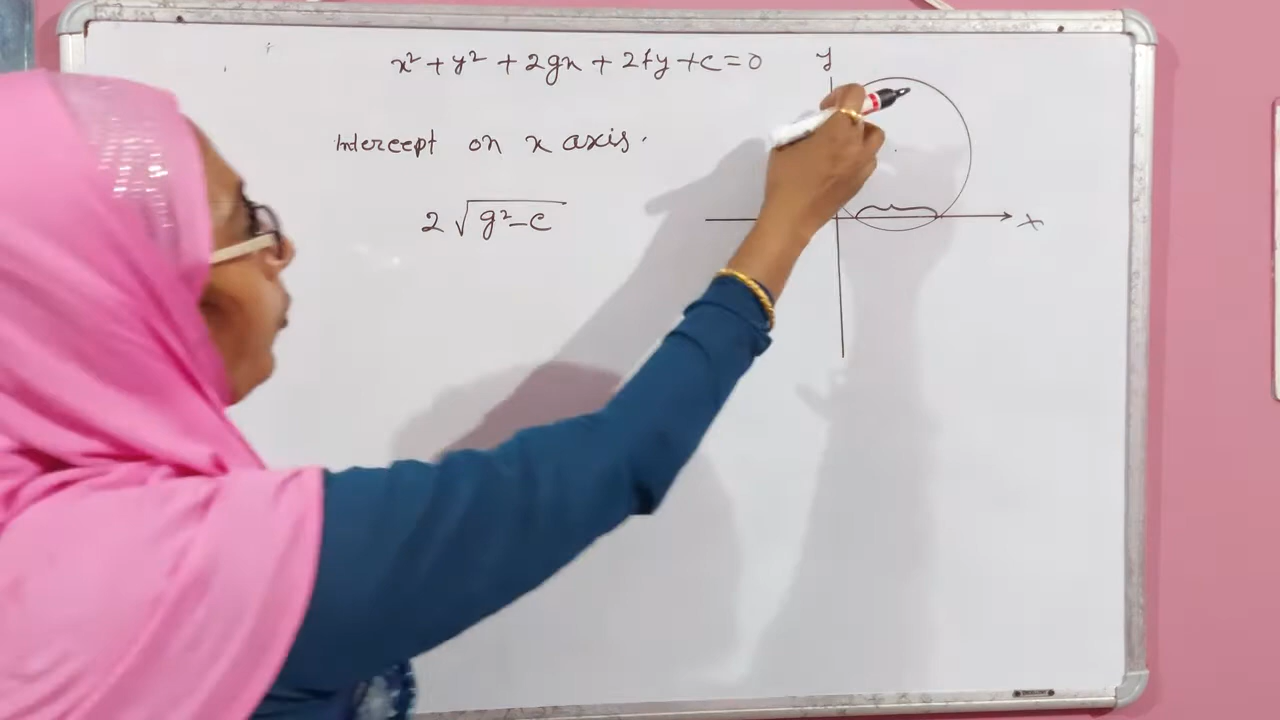 x² + y² + 2gx + 2fy + c = 0
y
Intercept on x axis.
2√(g²-c)
x